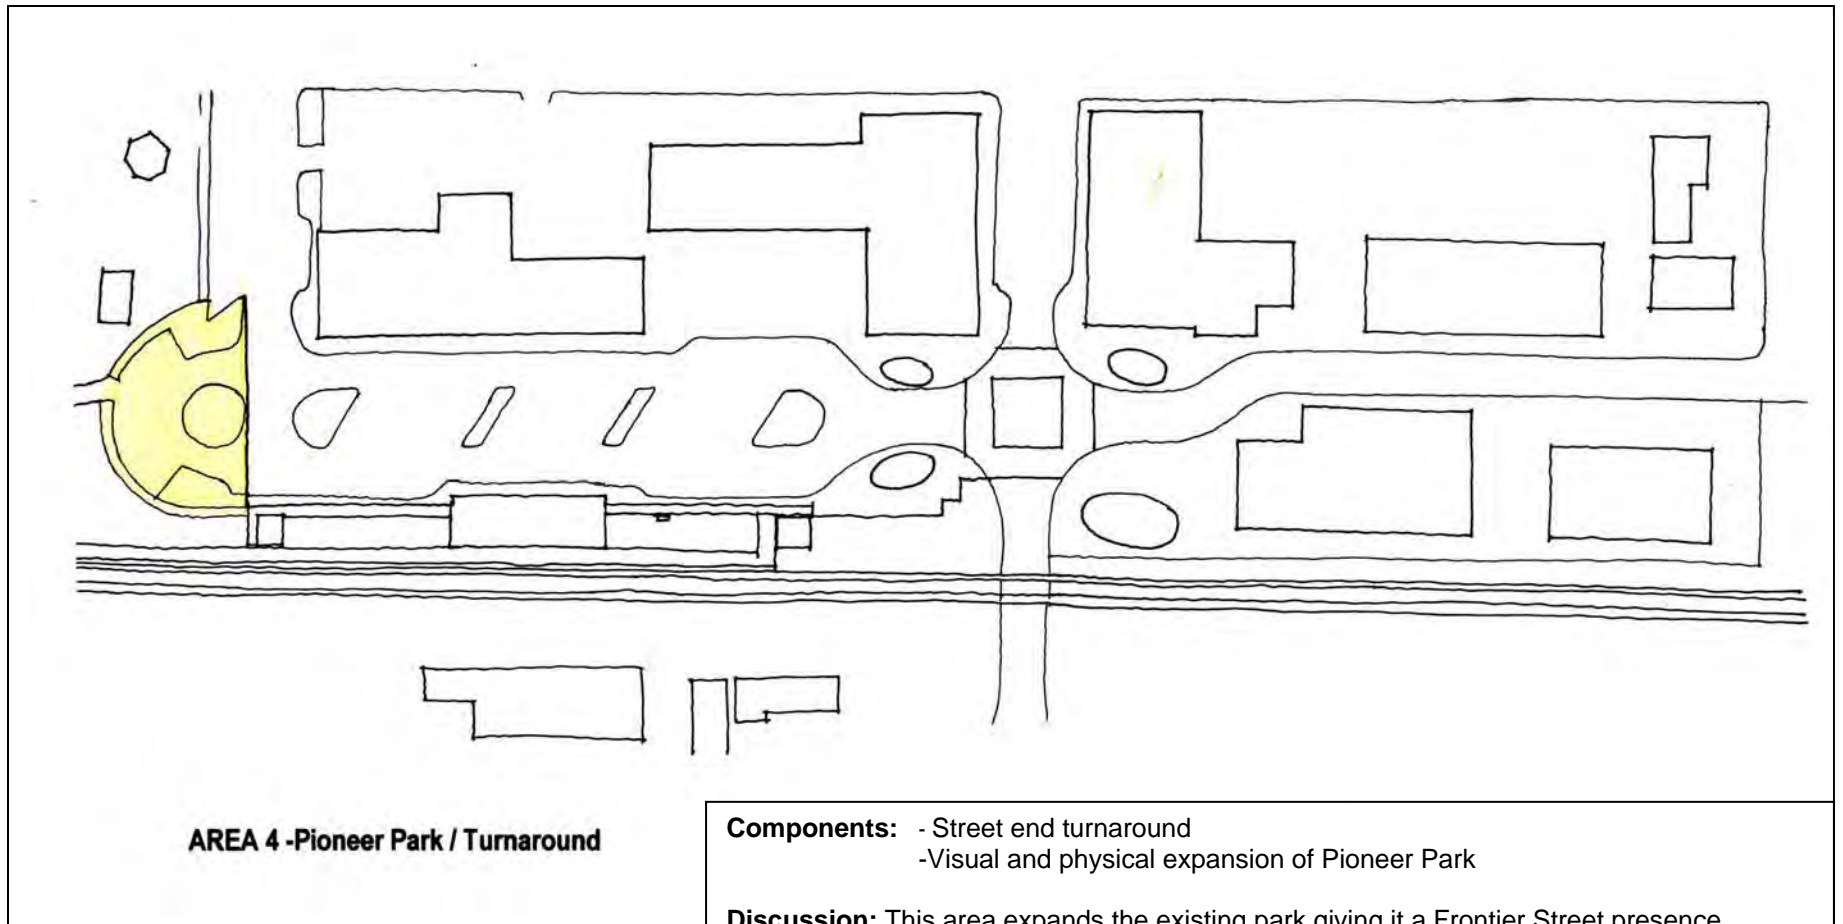 AREA 4 -Pioneer Park / Turnaround
Components: - Street end turnaround
-Visual and physical expansion of Pioneer Park
Discussion: This area expands the existing park giving it a Frontier Street presence